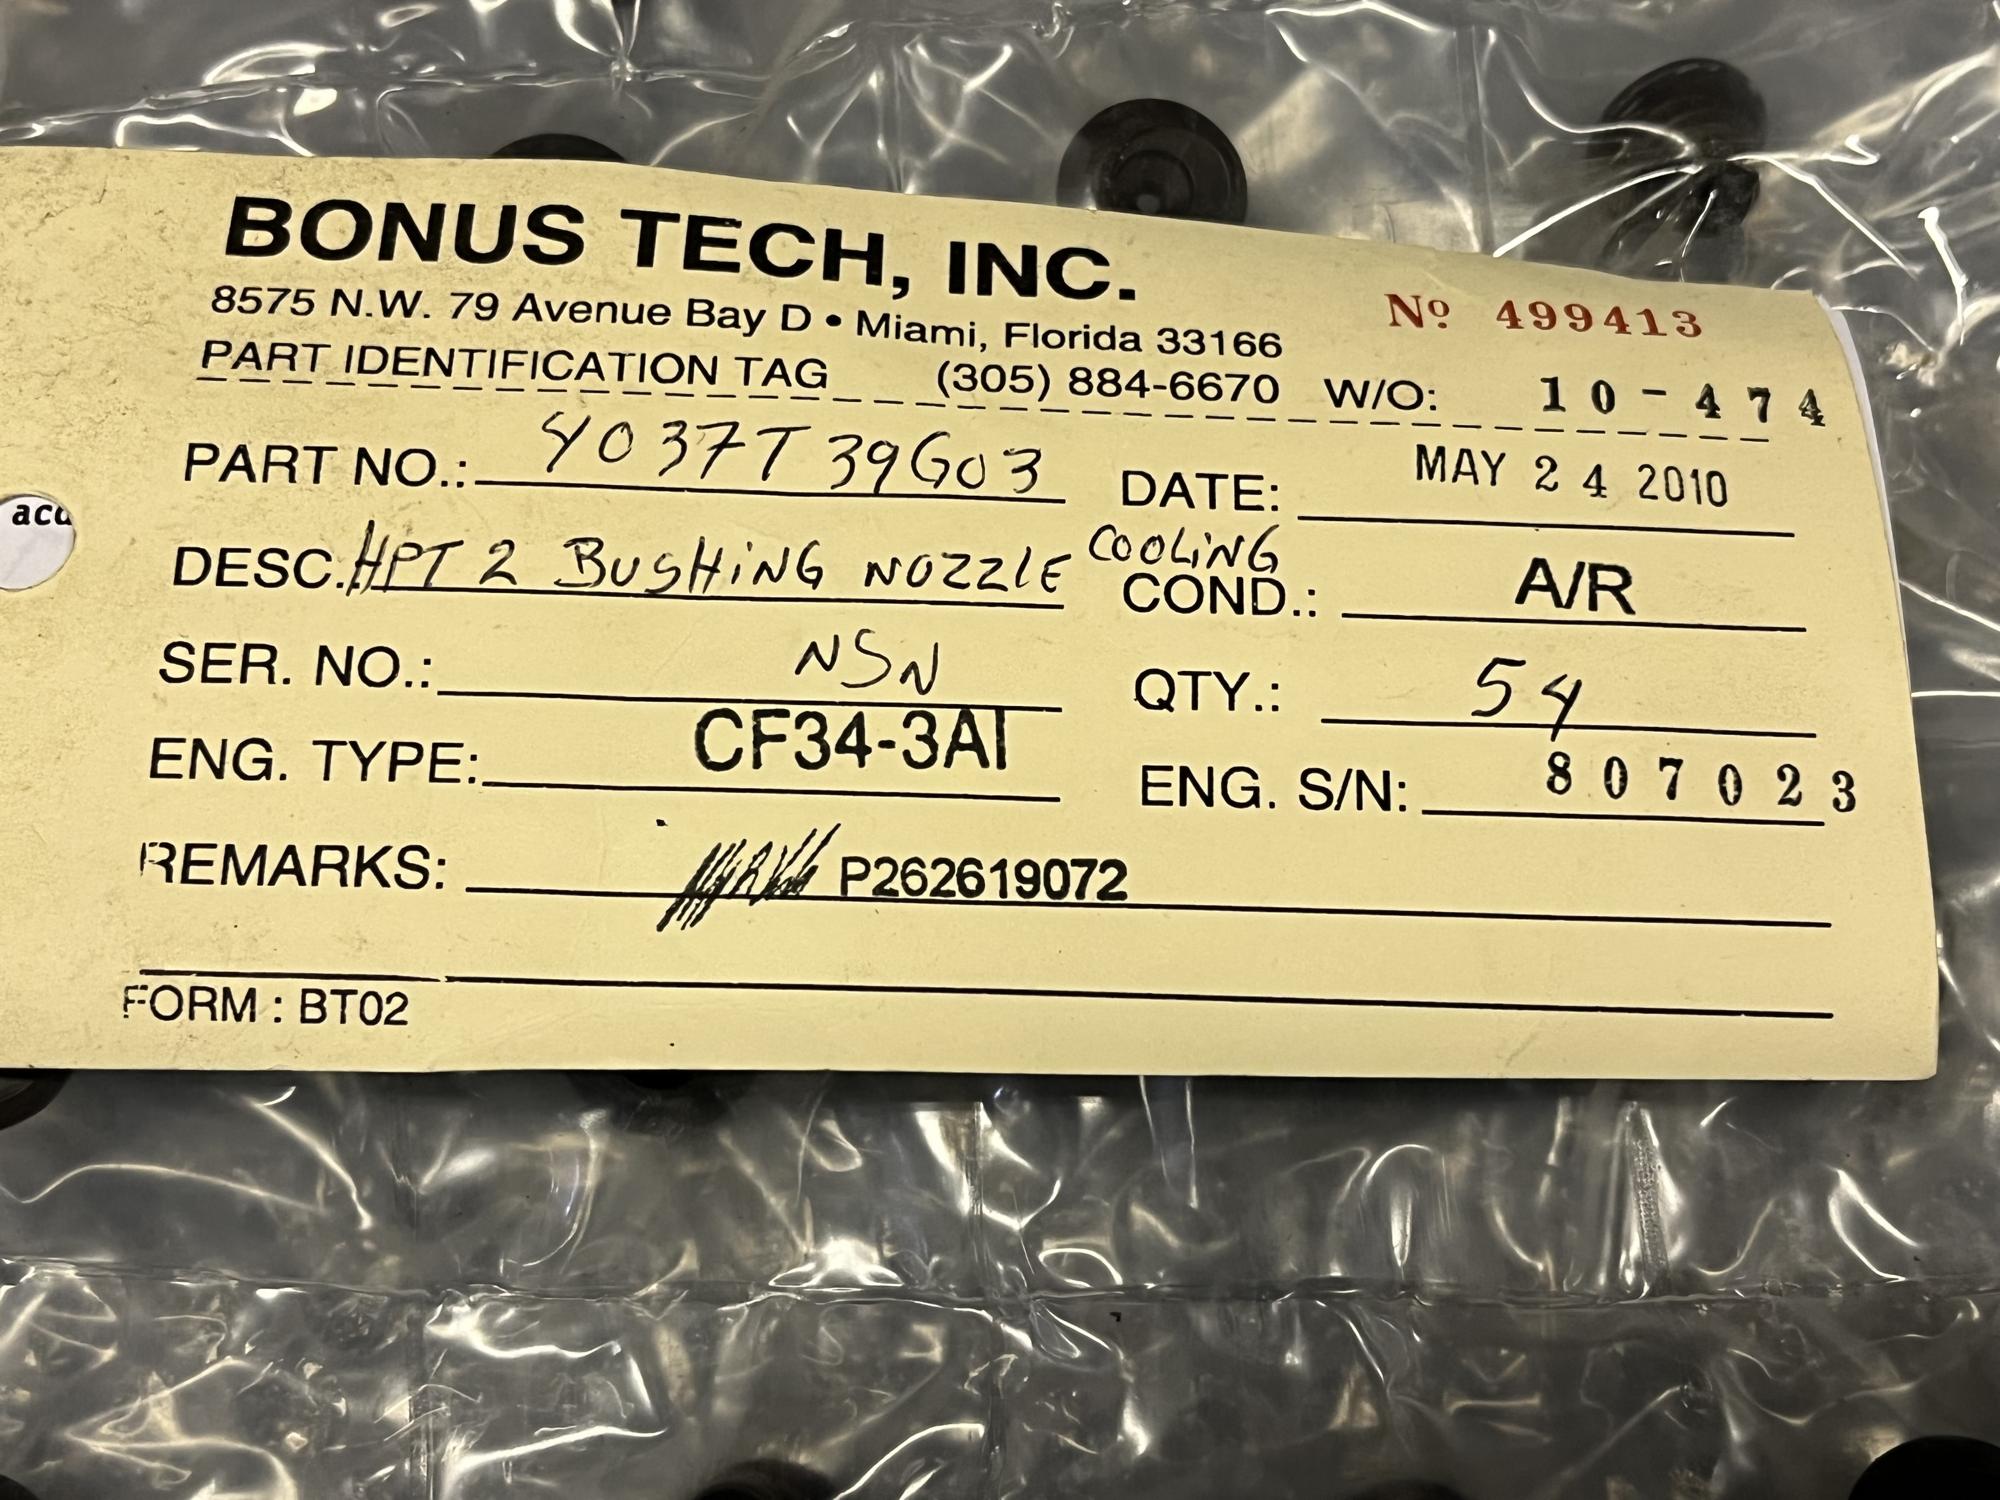 BONUS TECH, INC.
8575 N.W. 79 Avenue Bay D • Miami, Florida 33166
Nº 499413
PART IDENTIFICATION TAG (305) 884-6670 W/O: 10-474
PART NO.: 4037T39G03 DATE: MAY 24 2010
DESC. HPT 2 BUSHING NOZZLE COOLING
COND.: A/R
SER. NO.: NSN QTY.: 54
ENG. TYPE: CF34-3A1 ENG. S/N: 807023
REMARKS: P262619072
FORM : BT02